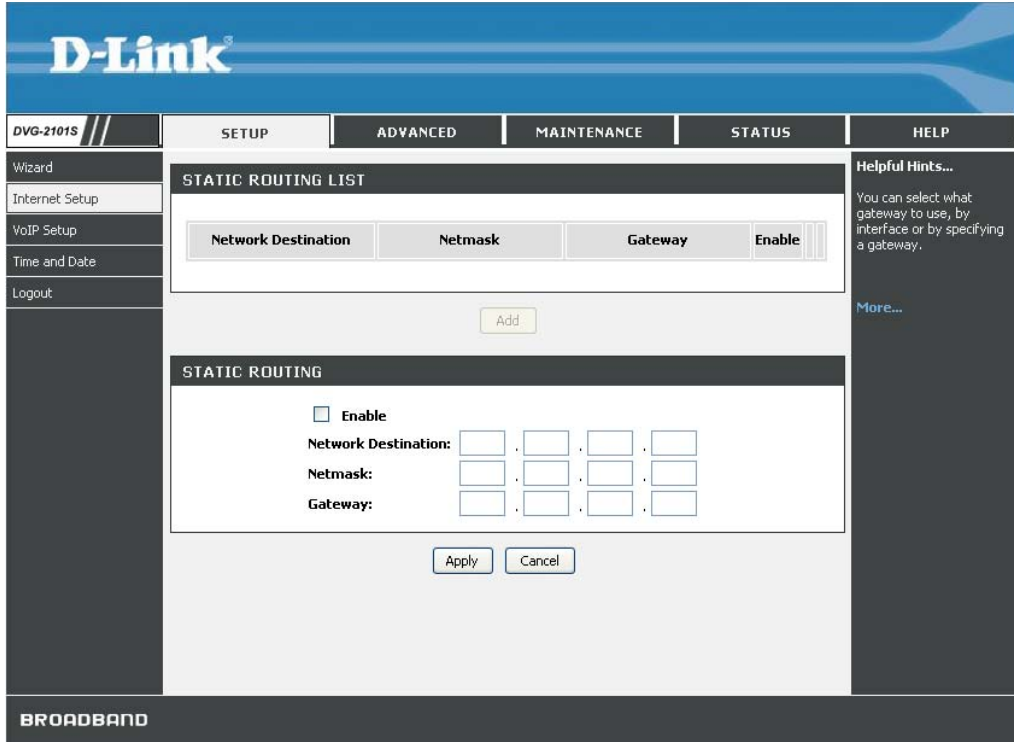 D-Link®
DVG-2101S
SETUP
ADVANCED
MAINTENANCE
STATUS
HELP
Wizard
Internet Setup
VoIP Setup
Time and Date
Logout
STATIC ROUTING LIST
Network Destination Netmask Gateway Enable
Add
STATIC ROUTING
Enable
Network Destination: . . .
Netmask: . . .
Gateway: . . .
Apply Cancel
Helpful Hints...
You can select what
gateway to use, by
interface or by specifying
a gateway.
More...
BROADBAND